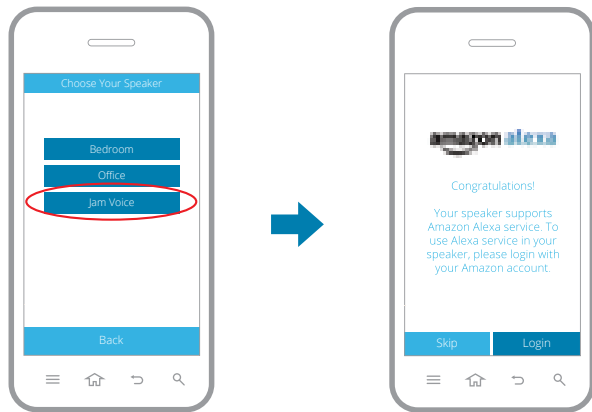 Choose Your Speaker
Bedroom
Office
Jam Voice
Back
amazon alexa
Congratulations!
Your speaker supports
Amazon Alexa service. To
use Alexa service in your
speaker, please login with
your Amazon account.
Skip
Login